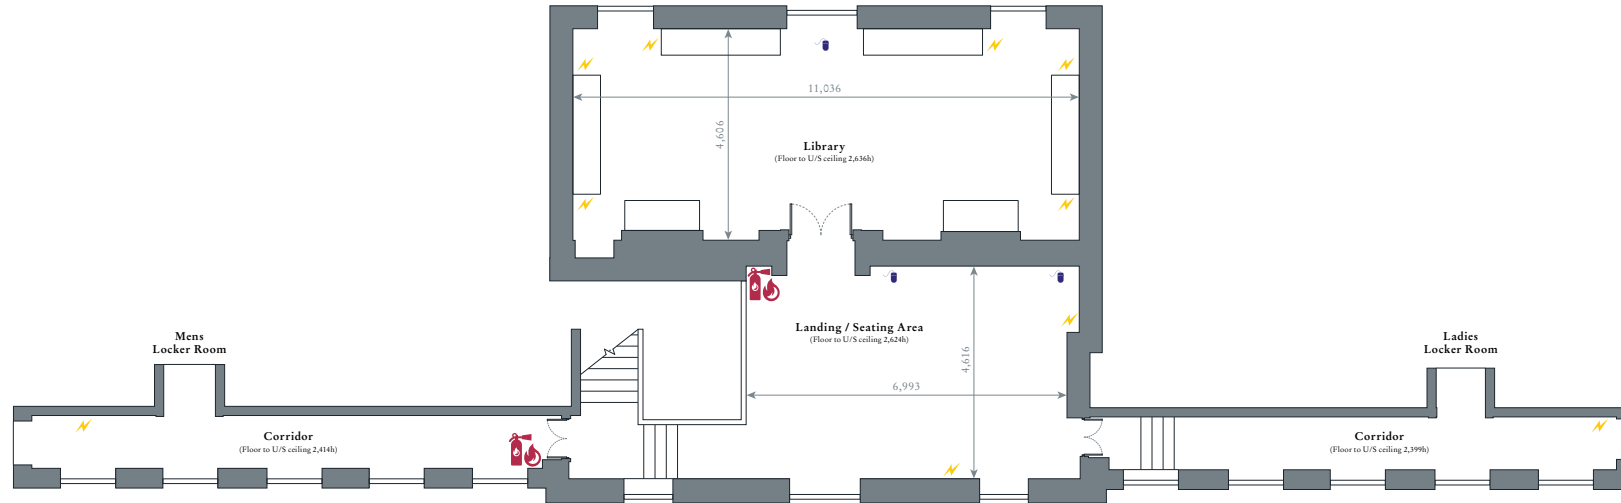 11,036
4,606
Library
(Floor to U/S ceiling 2,636h)
Landing / Seating Area
(Floor to U/S ceiling 2,624h)
4,616
6,993
Mens
Locker Room
Ladies
Locker Room
Corridor
(Floor to U/S ceiling 2,414h)
Corridor
(Floor to U/S ceiling 2,399h)